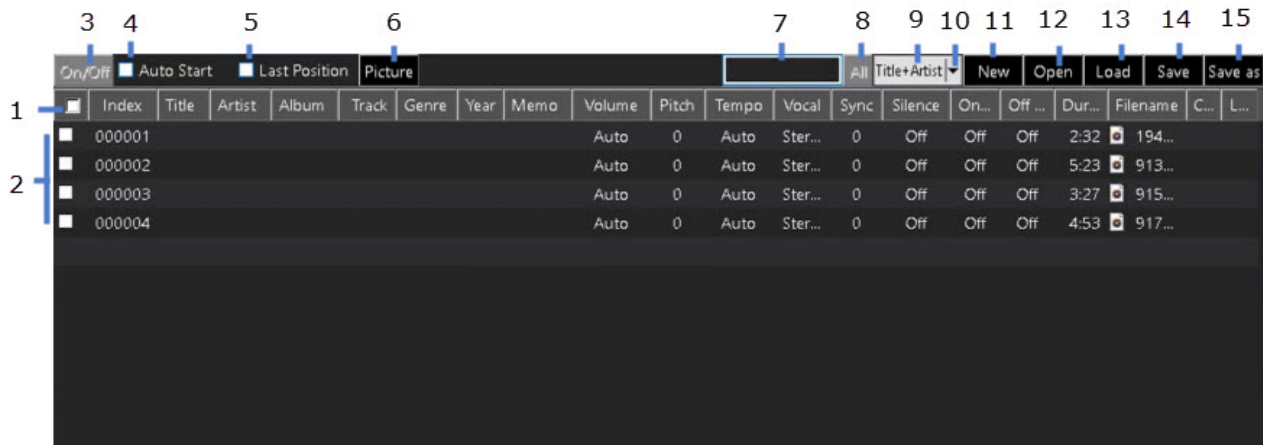 3 4 5 6 7 8 9 10 11 12 13 14 15
On/Off Auto Start Last Position Picture All Title+Artist New Open Load Save Save as
1 Index Title Artist Album Track Genre Year Memo Volume Pitch Tempo Vocal Sync Silence On... Off ... Dur... Filename C... L...
000001 Auto 0 Auto Ster... 0 Off Off Off 2:32 194...
2 000002 Auto 0 Auto Ster... 0 Off Off Off 5:23 913...
000003 Auto 0 Auto Ster... 0 Off Off Off 3:27 915...
000004 Auto 0 Auto Ster... 0 Off Off Off 4:53 917...